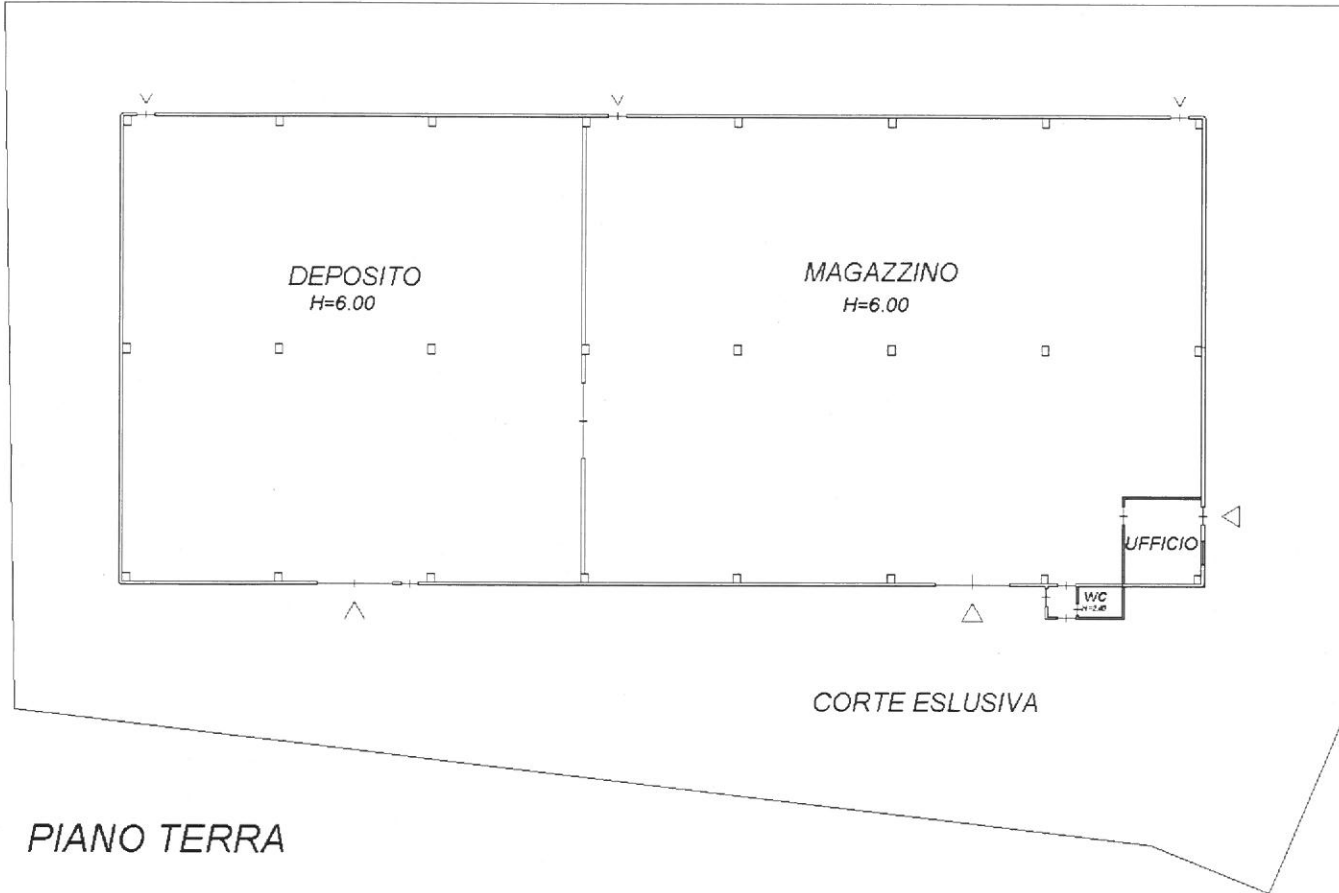 DEPOSITO
H=6.00
MAGAZZINO
H=6.00
UFFICIO
WC
CORTE ESLUSIVA
PIANO TERRA